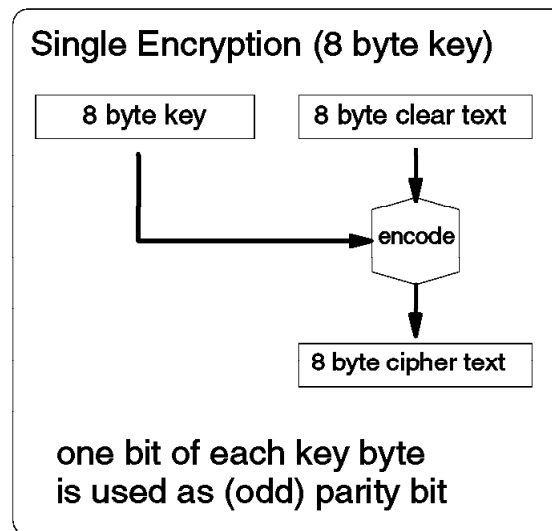 Single Encryption (8 byte key)
8 byte key
8 byte clear text
encode
8 byte cipher text
one bit of each key byte
is used as (odd) parity bit